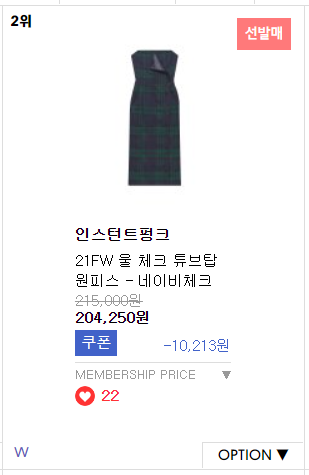 2위
선발매
인스턴트펑크
21FW 울 체크 튜브탑
원피스 - 네이비체크
215,000원
204,250원
쿠폰 -10,213원
MEMBERSHIP PRICE ▼
22
W
OPTION ▼